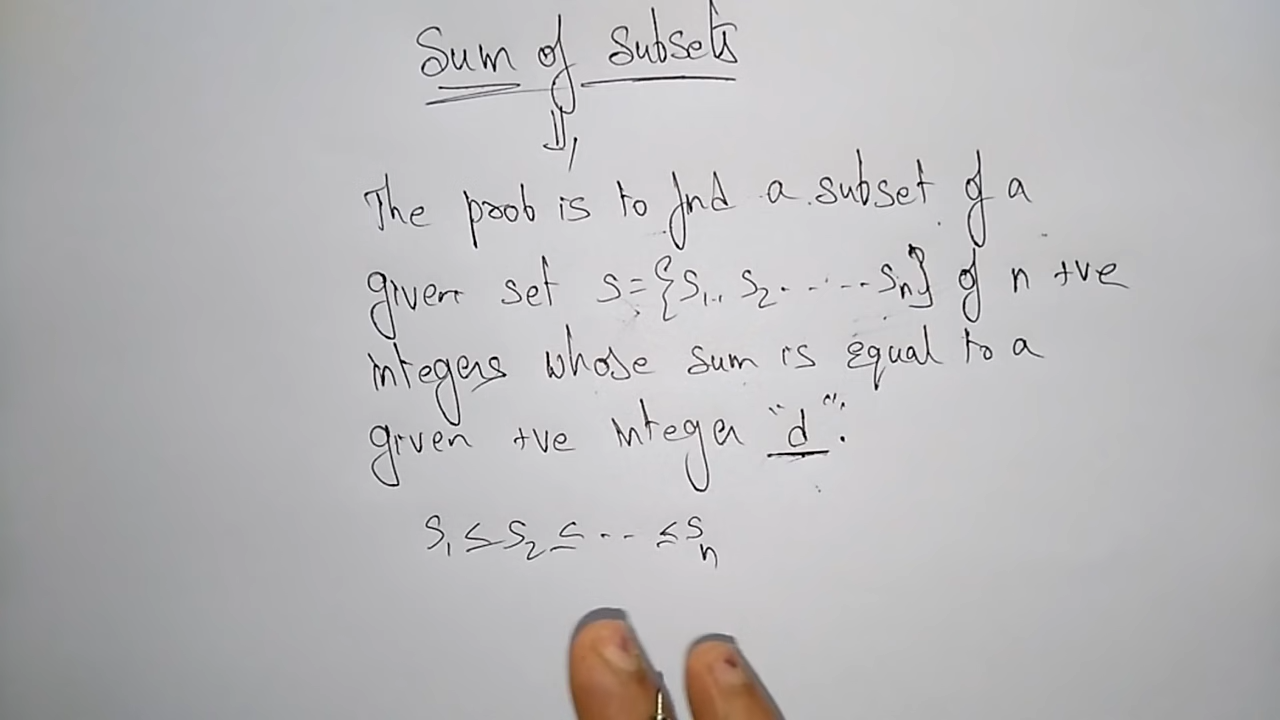 Sum of Subsets
The prob is to find a subset of a
given set S={S₁.. S₂......Sₙ} of n +ve
integers whose sum is equal to a
given +ve integer "d".
S₁ ≤ S₂ ≤ ... ≤ Sₙ